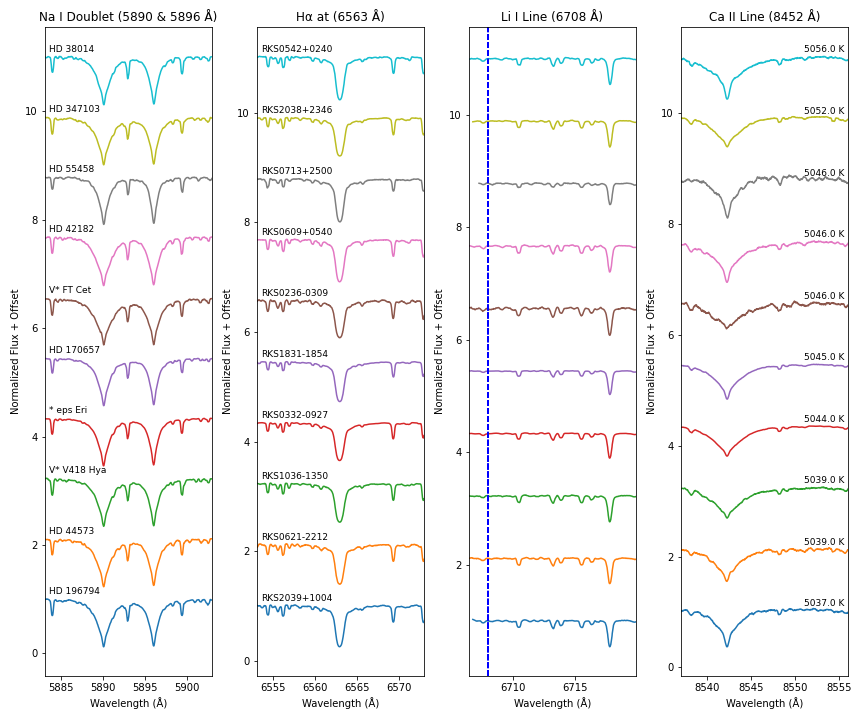 Na I Doublet (5890 & 5896 Å)
Hα at (6563 Å)
Li I Line (6708 Å)
Ca II Line (8452 Å)
HD 38014
HD 347103
HD 55458
HD 42182
V* FT Cet
HD 170657
* eps Eri
V* V418 Hya
HD 44573
HD 196794
RKS0542+0240
RKS2038+2346
RKS0713+2500
RKS0609+0540
RKS0236-0309
RKS1831-1854
RKS0332-0927
RKS1036-1350
RKS0621-2212
RKS2039+1004
5056.0 K
5052.0 K
5046.0 K
5046.0 K
5046.0 K
5045.0 K
5044.0 K
5039.0 K
5039.0 K
5037.0 K
Normalized Flux + Offset
10
8
6
4
2
0
5885 5890 5895 5900
Wavelength (Å)
Normalized Flux + Offset
10
8
6
4
2
0
6555 6560 6565 6570
Wavelength (Å)
Normalized Flux + Offset
10
8
6
4
2
6710 6715
Wavelength (Å)
Normalized Flux + Offset
10
8
6
4
2
0
8540 8545 8550 8555
Wavelength (Å)